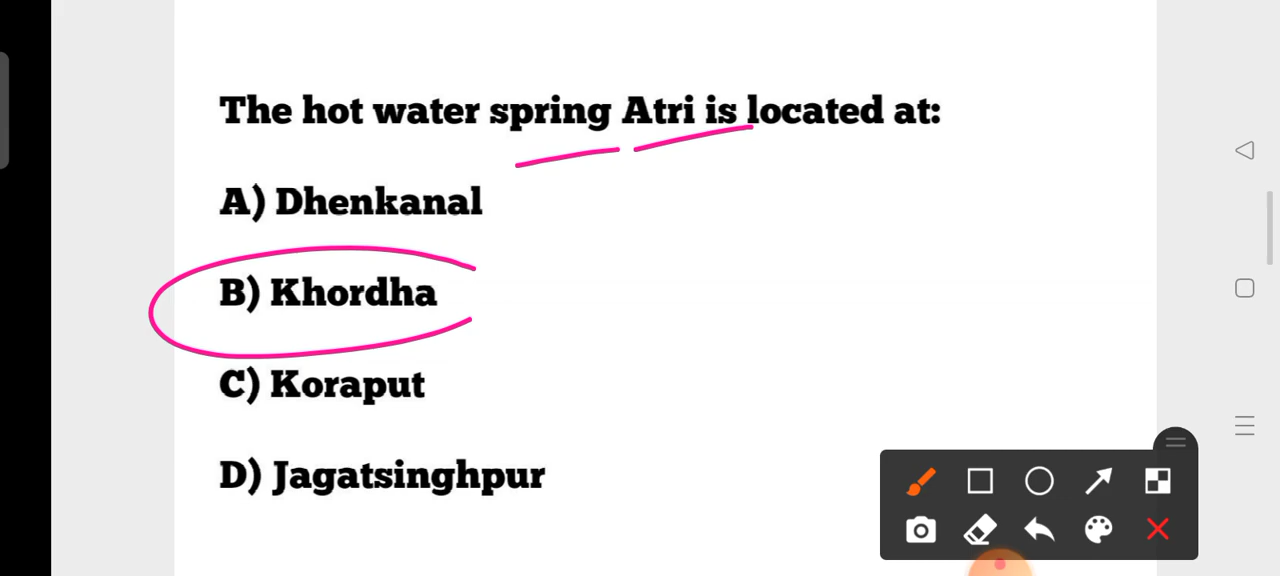 The hot water spring Atri is located at:
A) Dhenkanal
B) Khordha
C) Koraput
D) Jagatsinghpur